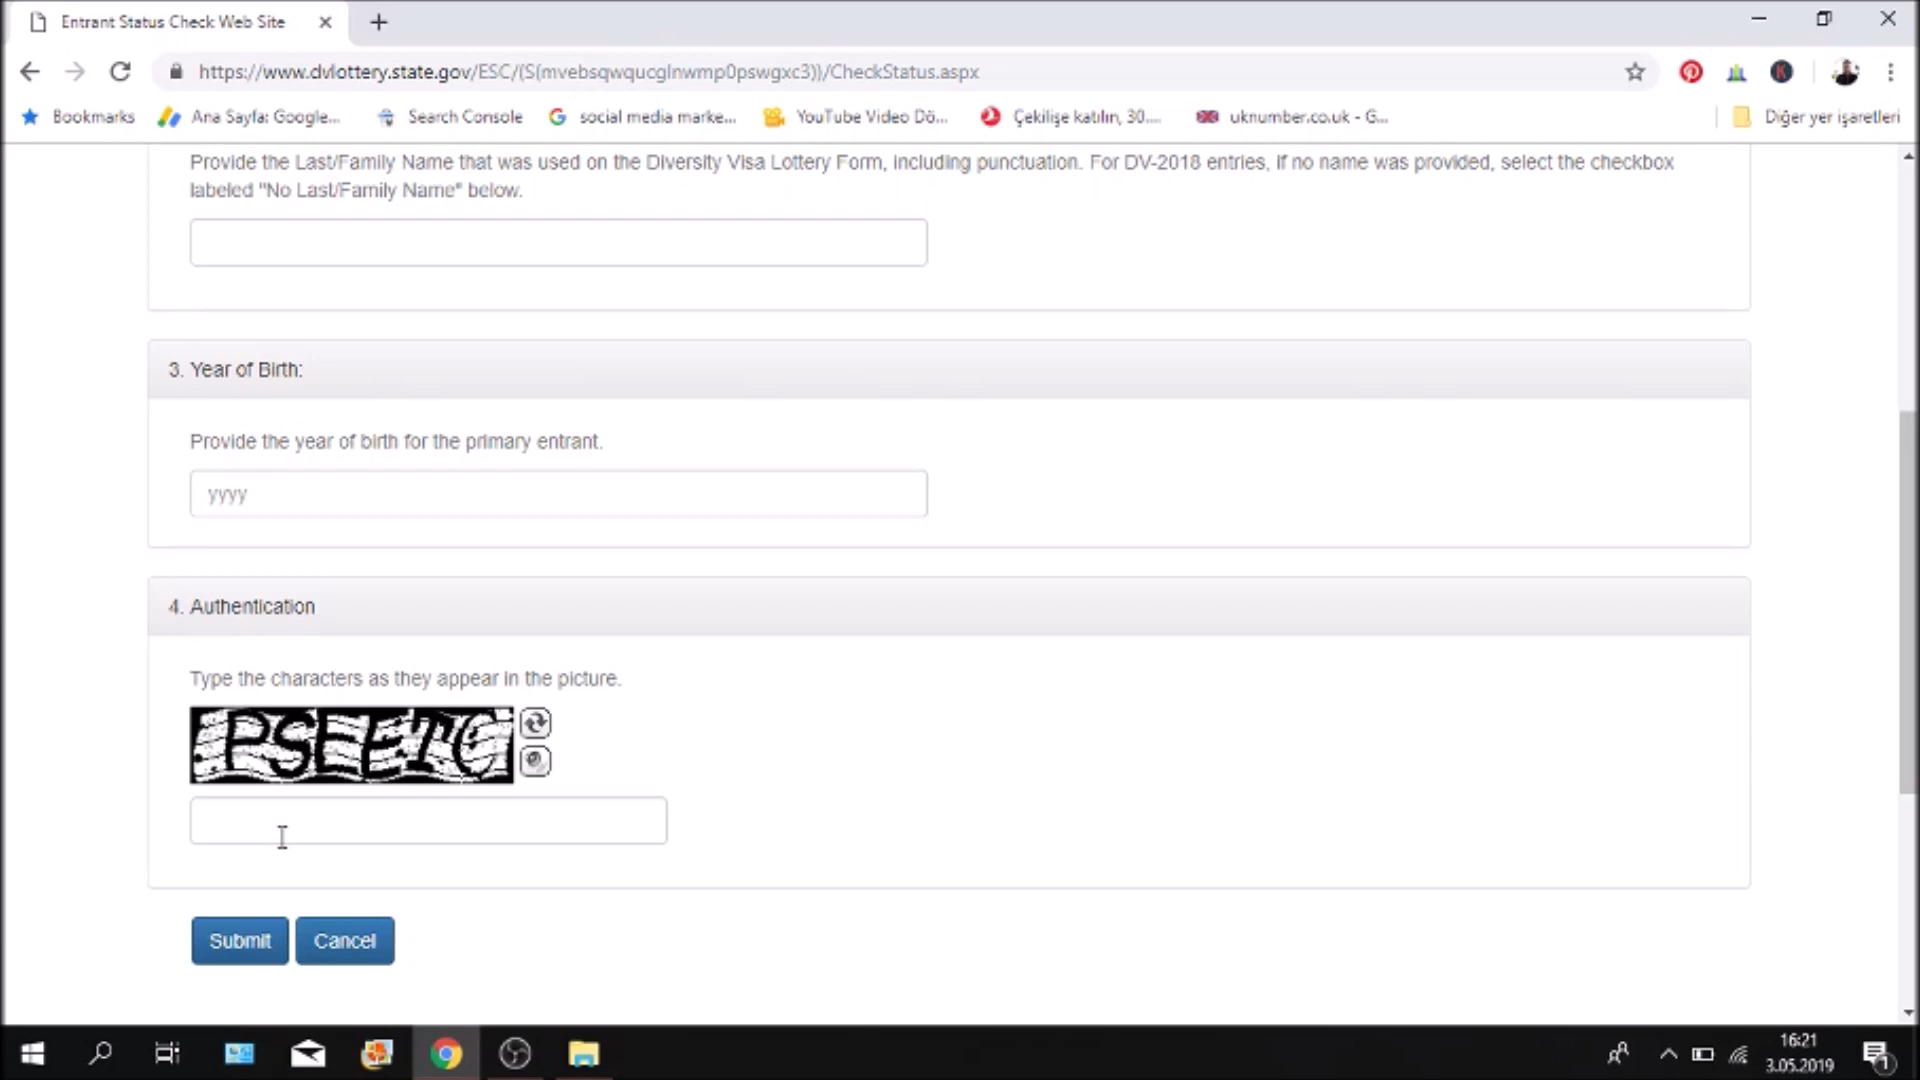 Entrant Status Check Web Site
https://www.dvlottery.state.gov/ESC/(S(mvebsqwqucglnwmp0pswgxc3))/CheckStatus.aspx
Bookmarks Ana Sayfa: Google... Search Console social media marke... YouTube Video Dö... Çekilişe katılın, 30.... uknumber.co.uk - G... Diğer yer işaretleri
Provide the Last/Family Name that was used on the Diversity Visa Lottery Form, including punctuation. For DV-2018 entries, if no name was provided, select the checkbox
labeled "No Last/Family Name" below.
3. Year of Birth:
Provide the year of birth for the primary entrant.
yyyy
4. Authentication
Type the characters as they appear in the picture.
Submit Cancel
16:21
3.05.2019
1